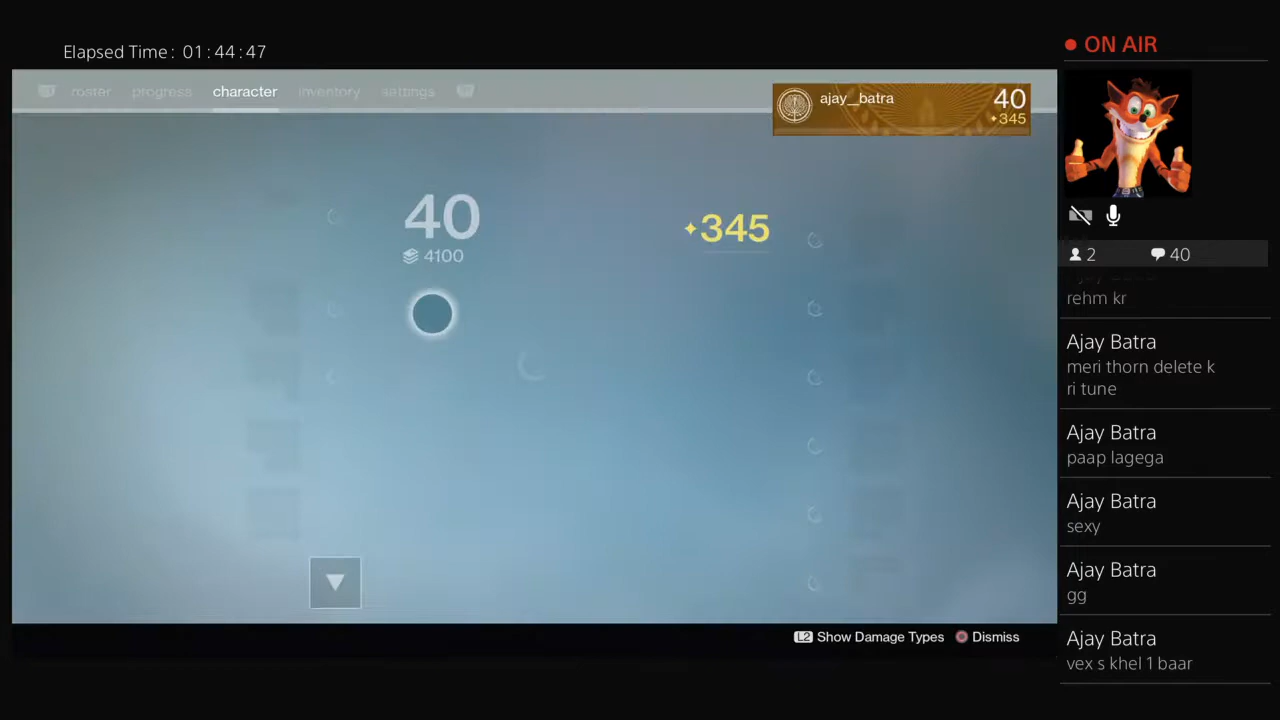 Elapsed Time: 01:44:47
ON AIR
roster progress character inventory settings
ajay__batra 40
345
40
4100
345
2 40
rehm kr
Ajay Batra
meri thorn delete k
ri tune
Ajay Batra
paap lagega
Ajay Batra
sexy
Ajay Batra
gg
Ajay Batra
vex s khel 1 baar
L2 Show Damage Types Dismiss